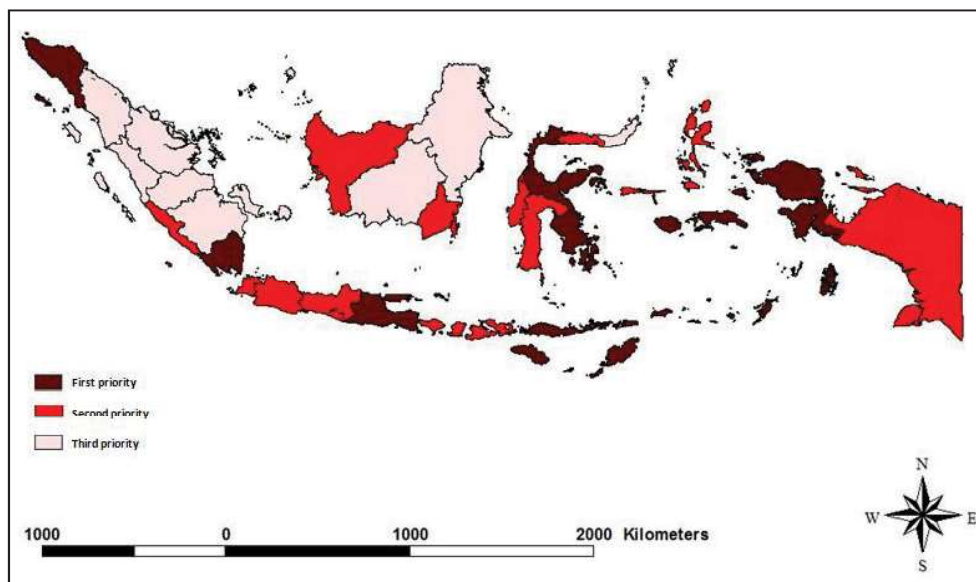 First priority
Second priority
Third priority
N
W E
S
1000 0 1000 2000 Kilometers